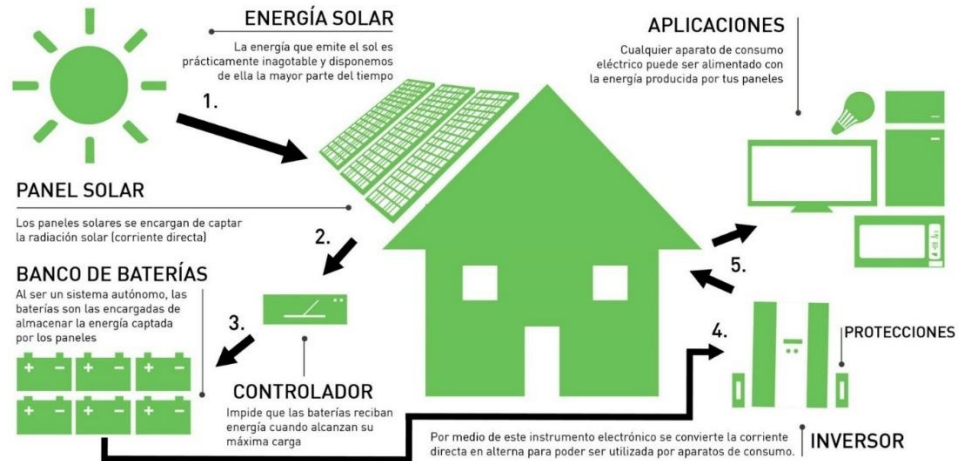 ENERGÍA SOLAR
La energía que emite el sol es
prácticamente inagotable y disponemos
de ella la mayor parte del tiempo
1.
PANEL SOLAR
Los paneles solares se encargan de captar
la radiación solar (corriente directa)
2.
BANCO DE BATERÍAS
Al ser un sistema autónomo, las
baterías son las encargadas de
almacenar la energía captada
por los paneles
3.
+ - + - + -
+ - + - + -
CONTROLADOR
Impide que las baterías reciban
energía cuando alcanzan su
máxima carga
4.
PROTECCIONES
INVERSOR
Por medio de este instrumento electrónico se convierte la corriente
directa en alterna para poder ser utilizada por aparatos de consumo.
5.
APLICACIONES
Cualquier aparato de consumo
eléctrico puede ser alimentado con
la energía producida por tus paneles